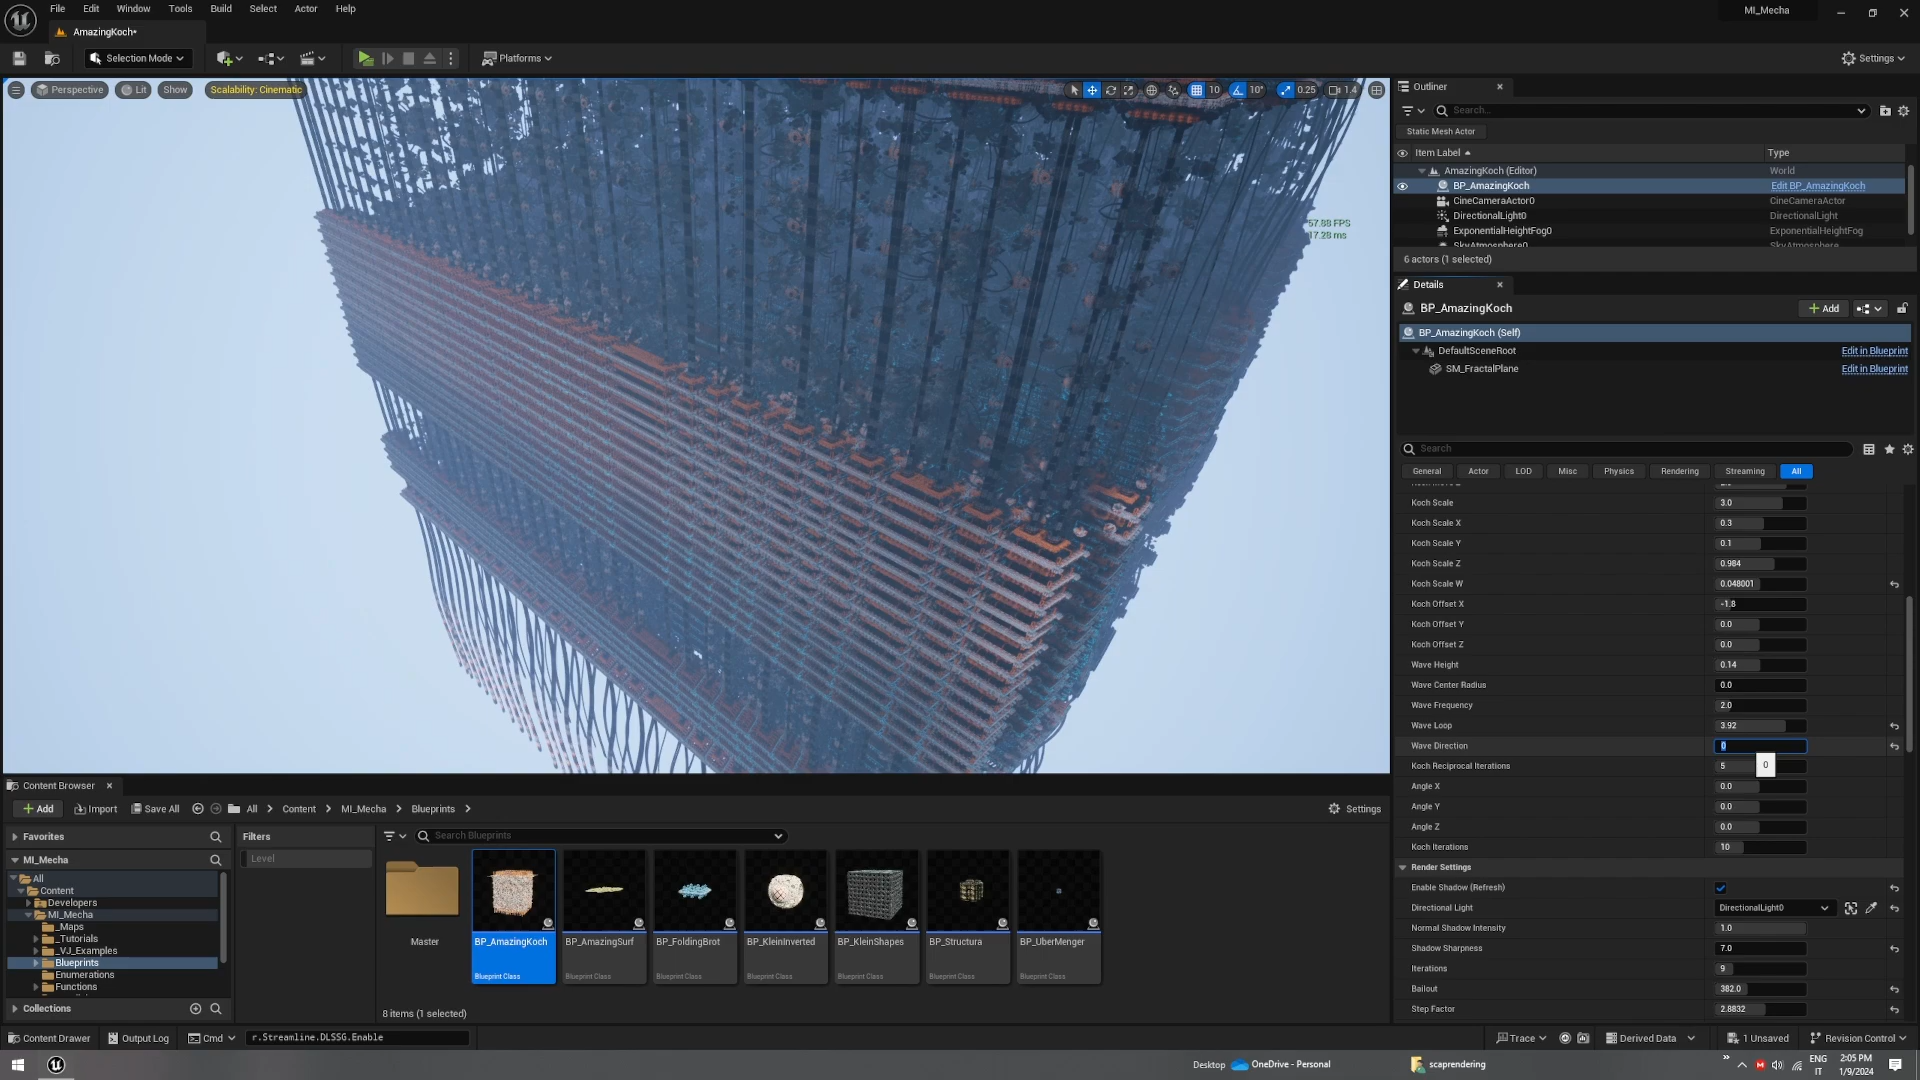 File Edit Window Tools Build Select Actor Help
MI_Mecha
AmazingKoch*
Selection Mode
Platforms
Settings
Perspective Lit Show Scalability: Cinematic
10 10° 0.25 1.4
57.88 FPS
17.28 ms
Outliner
Search...
Static Mesh Actor
Item Label Type
AmazingKoch (Editor) World
BP_AmazingKoch Edit BP_AmazingKoch
CineCameraActor0 CineCameraActor
DirectionalLight0 DirectionalLight
ExponentialHeightFog0 ExponentialHeightFog
SkyAtmosphere0 SkyAtmosphere
6 actors (1 selected)
Details
BP_AmazingKoch
Add
BP_AmazingKoch (Self)
DefaultSceneRoot Edit in Blueprint
SM_FractalPlane Edit in Blueprint
Search
General Actor LOD Misc Physics Rendering Streaming All
Koch Scale 3.0
Koch Scale X 0.3
Koch Scale Y 0.1
Koch Scale Z 0.984
Koch Scale W 0.048001
Koch Offset X -1.8
Koch Offset Y 0.0
Koch Offset Z 0.0
Wave Height 0.14
Wave Center Radius 0.0
Wave Frequency 2.0
Wave Loop 3.92
Wave Direction 0
Koch Reciprocal Iterations 5
0
Angle X 0.0
Angle Y 0.0
Angle Z 0.0
Koch Iterations 10
Render Settings
Enable Shadow (Refresh)
Directional Light DirectionalLight0
Normal Shadow Intensity 1.0
Shadow Sharpness 7.0
Iterations 9
Bailout 382.0
Step Factor 2.8832
Content Browser
Add Import Save All All Content MI_Mecha Blueprints
Settings
Favorites
MI_Mecha
All
Content
Developers
MI_Mecha
_Maps
_Tutorials
_VJ_Examples
Blueprints
Enumerations
Functions
Collections
Filters
Level
Search Blueprints
Master
BP_AmazingKoch
Blueprint Class
BP_AmazingSurf
Blueprint Class
BP_FoldingBrot
Blueprint Class
BP_KleinInverted
Blueprint Class
BP_KleinShapes
Blueprint Class
BP_Structura
Blueprint Class
BP_UberMenger
Blueprint Class
8 items (1 selected)
Content Drawer Output Log Cmd r.Streamline.DLSSG.Enable
Trace Derived Data 1 Unsaved Revision Control
Desktop OneDrive - Personal scaprendering
ENG
IT
2:05 PM
1/9/2024